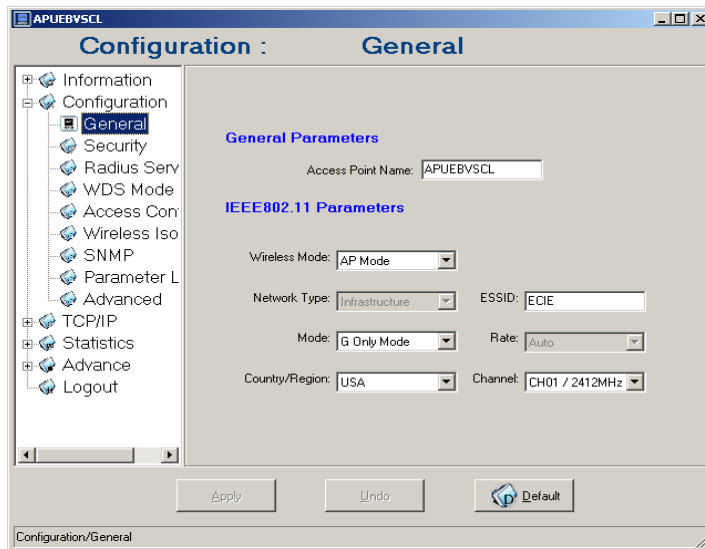 APUEBVSCL
Configuration : General
Information
Configuration
General
Security
Radius Serv
WDS Mode
Access Con
Wireless Iso
SNMP
Parameter L
Advanced
TCP/IP
Statistics
Advance
Logout
General Parameters
Access Point Name: APUEBVSCL
IEEE802.11 Parameters
Wireless Mode: AP Mode
Network Type: Infrastructure ESSID: ECIE
Mode: G Only Mode Rate: Auto
Country/Region: USA Channel: CH01 / 2412MHz
Apply Undo Default
Configuration/General